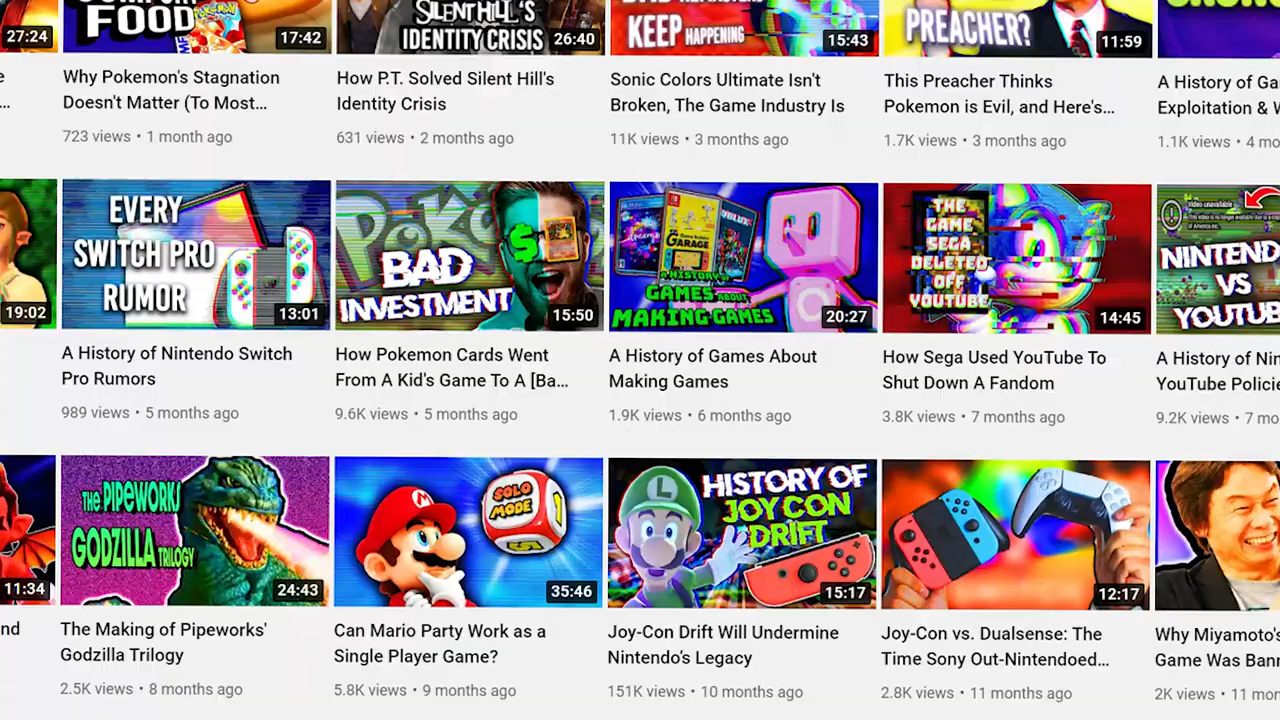 FOOD
27:24
17:42
SILENT HILL'S
IDENTITY CRISIS
26:40
KEEP HAPPENING
15:43
PREACHER?
11:59
Why Pokemon's Stagnation
Doesn't Matter (To Most...
723 views • 1 month ago
How P.T. Solved Silent Hill's
Identity Crisis
631 views • 2 months ago
Sonic Colors Ultimate Isn't
Broken, The Game Industry Is
11K views • 3 months ago
This Preacher Thinks
Pokemon is Evil, and Here's...
1.7K views • 3 months ago
A History of Ga
Exploitation & W
1.1K views • 4 mo
19:02
EVERY
SWITCH PRO
RUMOR
13:01
BAD
INVESTMENT
15:50
GARAGE
A HISTORY OF
GAMES ABOUT
MAKING GAMES
20:27
THE
GAME
SEGA
DELETED
OFF
YOUTUBE
14:45
Video unavailable
NINTEND
VS
YOUTUB
A History of Nintendo Switch
Pro Rumors
989 views • 5 months ago
How Pokemon Cards Went
From A Kid's Game To A [Ba...
9.6K views • 5 months ago
A History of Games About
Making Games
1.9K views • 6 months ago
How Sega Used YouTube To
Shut Down A Fandom
3.8K views • 7 months ago
A History of Nin
YouTube Policie
9.2K views • 7 mo
11:34
THE PIPEWORKS
GODZILLA TRILOGY
24:43
SOLO
MODE
35:46
L
M
HISTORY OF
JOY CON
DRIFT
15:17
12:17
nd
The Making of Pipeworks'
Godzilla Trilogy
2.5K views • 8 months ago
Can Mario Party Work as a
Single Player Game?
5.8K views • 9 months ago
Joy-Con Drift Will Undermine
Nintendo's Legacy
151K views • 10 months ago
Joy-Con vs. Dualsense: The
Time Sony Out-Nintendoed...
2.8K views • 11 months ago
Why Miyamoto's
Game Was Bann
2K views • 11 mon